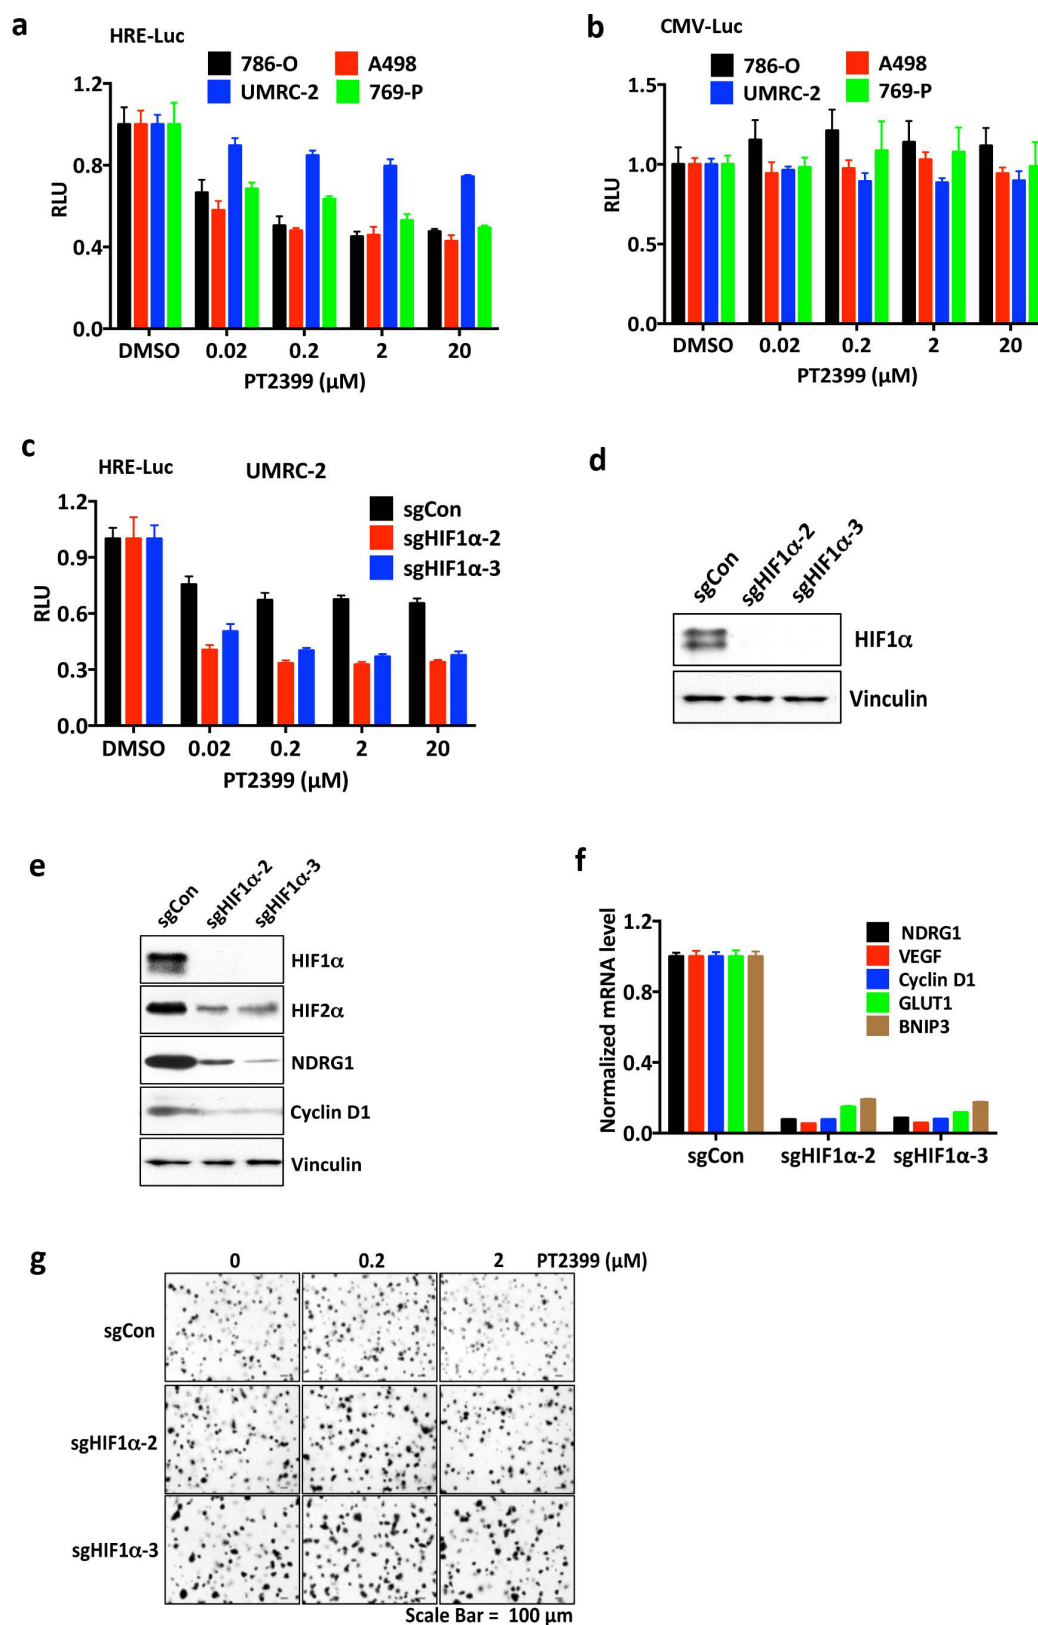 a
HRE-Luc
786-O
A498
UMRC-2
769-P
1.2
0.8
0.4
0.0
RLU
DMSO 0.02 0.2 2 20
PT2399 (µM)
b
CMV-Luc
786-O
A498
UMRC-2
769-P
1.5
1.0
0.5
0.0
RLU
DMSO 0.02 0.2 2 20
PT2399 (µM)
c
HRE-Luc
UMRC-2
sgCon
sgHIF1α-2
sgHIF1α-3
1.2
0.9
0.6
0.3
0.0
RLU
DMSO 0.02 0.2 2 20
PT2399 (µM)
d
sgCon
sgHIF1α-2
sgHIF1α-3
HIF1α
Vinculin
e
sgCon
sgHIF1α-2
sgHIF1α-3
HIF1α
HIF2α
NDRG1
Cyclin D1
Vinculin
f
NDRG1
VEGF
Cyclin D1
GLUT1
BNIP3
1.2
0.8
0.4
0.0
Normalized mRNA level
sgCon sgHIF1α-2 sgHIF1α-3
g
0 0.2 2 PT2399 (µM)
sgCon
sgHIF1α-2
sgHIF1α-3
Scale Bar = 100 µm